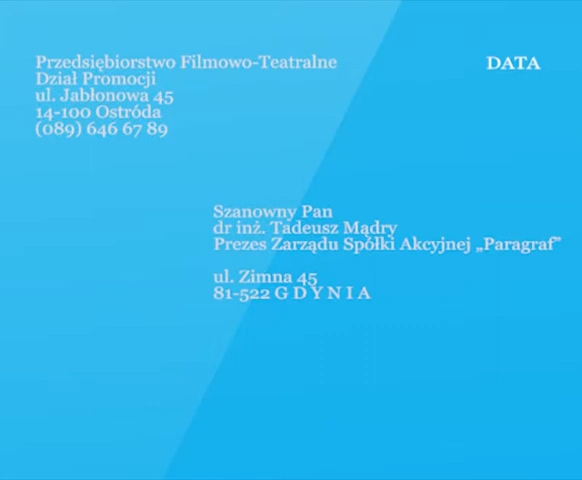 Przedsiębiorstwo Filmowo-Teatralne
DATA
Dział Promocji
ul. Jabłonowa 45
14-100 Ostróda
(089) 646 67 89
Szanowny Pan
dr inż. Tadeusz Mądry
Prezes Zarządu Spółki Akcyjnej „Paragraf”
ul. Zimna 45
81-522 G D Y N I A